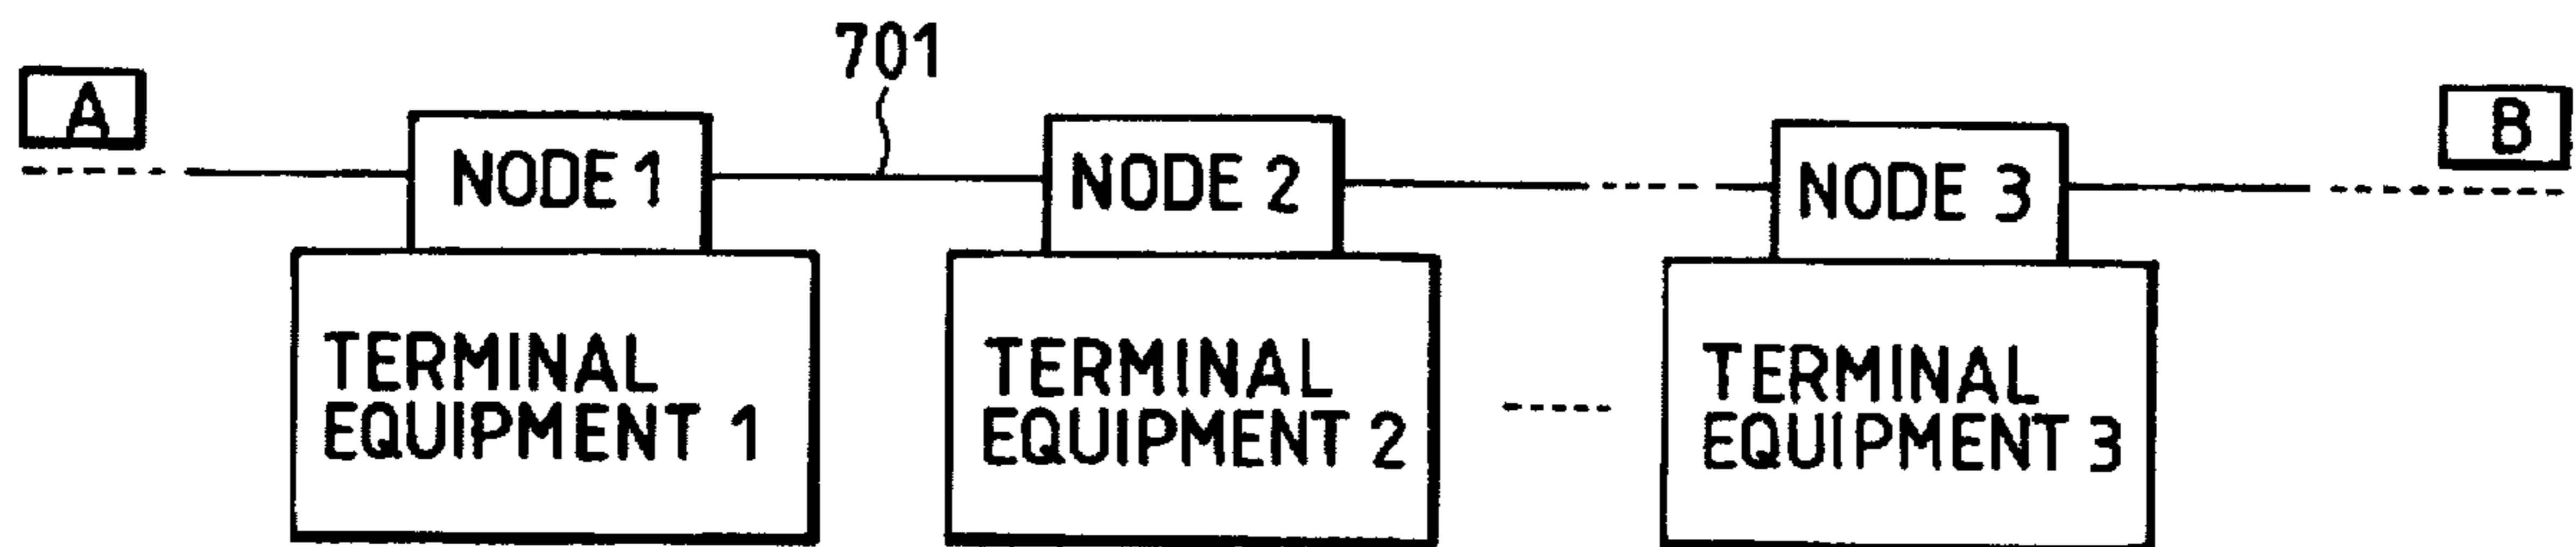 701
A
B
NODE 1
NODE 2
NODE 3
TERMINAL
EQUIPMENT 1
TERMINAL
EQUIPMENT 2
TERMINAL
EQUIPMENT 3